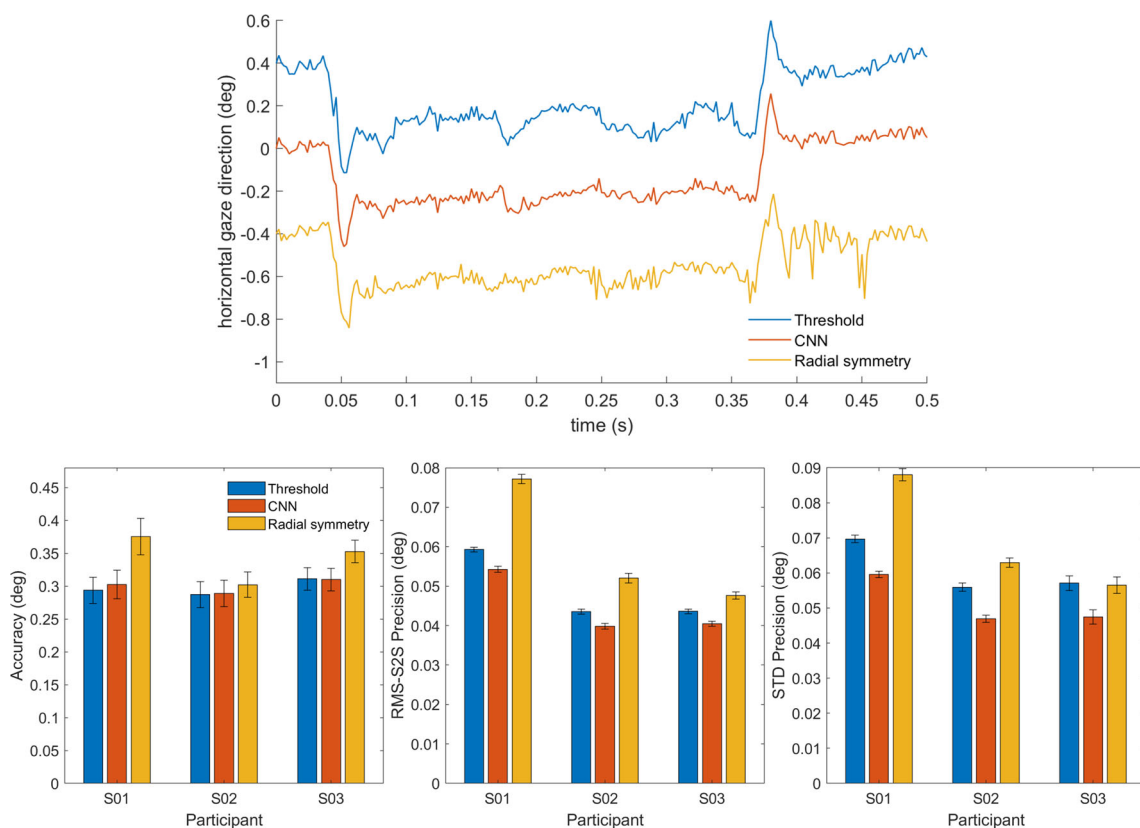 horizontal gaze direction (deg)
0.6
0.4
0.2
0
-0.2
-0.4
-0.6
-0.8
-1
Threshold
CNN
Radial symmetry
0 0.05 0.1 0.15 0.2 0.25 0.3 0.35 0.4 0.45 0.5
time (s)
Accuracy (deg)
0.45
0.4
0.35
0.3
0.25
0.2
0.15
0.1
0.05
0
Threshold
CNN
Radial symmetry
S01 S02 S03
Participant
RMS-S2S Precision (deg)
0.08
0.07
0.06
0.05
0.04
0.03
0.02
0.01
0
S01 S02 S03
Participant
STD Precision (deg)
0.09
0.08
0.07
0.06
0.05
0.04
0.03
0.02
0.01
0
S01 S02 S03
Participant